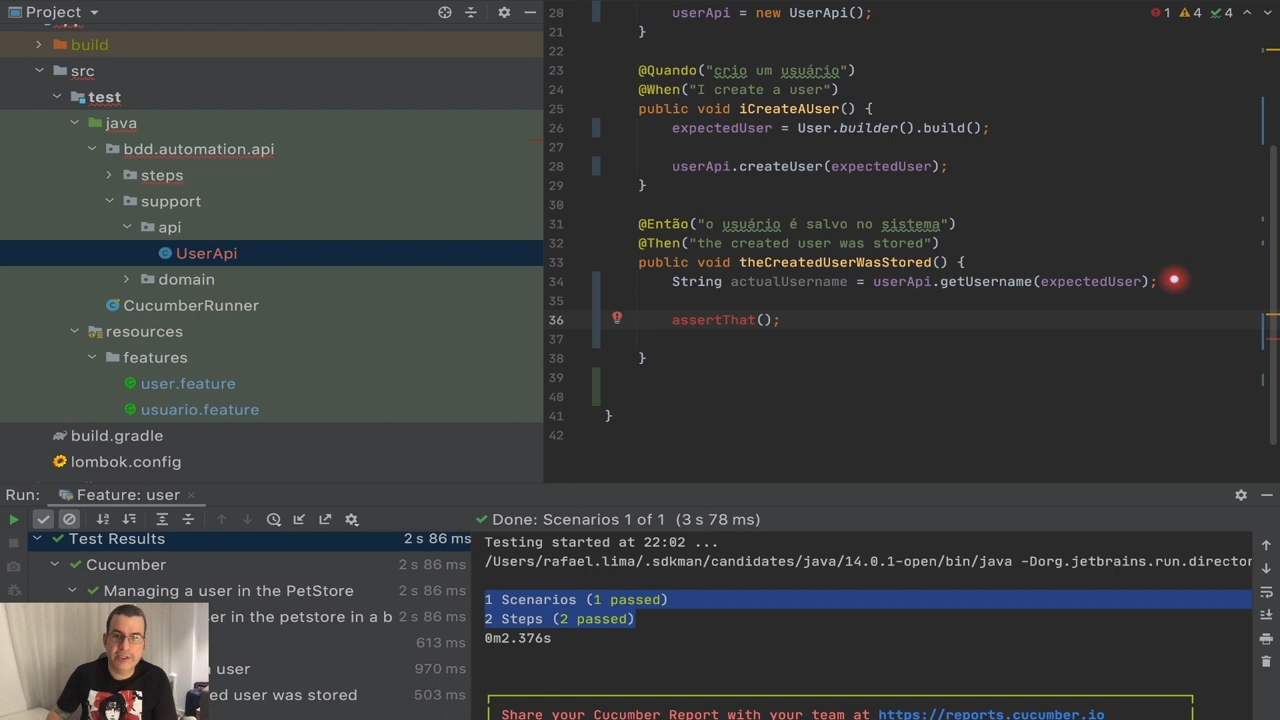 Project
build
src
test
java
bdd.automation.api
steps
support
api
UserApi
domain
CucumberRunner
resources
features
user.feature
usuario.feature
build.gradle
lombok.config
1 4 4
20 userApi = new UserApi();
21 }
22
23 @Quando("crio um usuário")
24 @When("I create a user")
25 public void iCreateAUser() {
26 expectedUser = User.builder().build();
27
28 userApi.createUser(expectedUser);
29 }
30
31 @Então("o usuário é salvo no sistema")
32 @Then("the created user was stored")
33 public void theCreatedUserWasStored() {
34 String actualUsername = userApi.getUsername(expectedUser);
35
36 assertThat();
37
38 }
39
40
41 }
42
Run: Feature: user
Test Results 2 s 86 ms
Cucumber 2 s 86 ms
Managing a user in the PetStore 2 s 86 ms
er in the petstore in a b 2 s 86 ms
613 ms
user 970 ms
ed user was stored 503 ms
Done: Scenarios 1 of 1 (3 s 78 ms)
Testing started at 22:02 ...
/Users/rafael.lima/.sdkman/candidates/java/14.0.1-open/bin/java -Dorg.jetbrains.run.director
1 Scenarios (1 passed)
2 Steps (2 passed)
0m2.376s
Share your Cucumber Report with your team at https://reports.cucumber.io